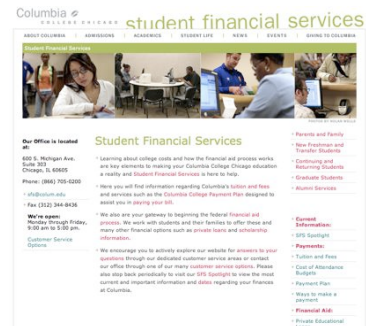 Columbia
COLLEGE CHICAGO
student financial services
ABOUT COLUMBIA | ADMISSIONS | ACADEMICS | STUDENT LIFE | NEWS | EVENTS | GIVING TO COLUMBIA
Student Financial Services
Our Office is located
at:
600 S. Michigan Ave.
Suite 303
Chicago, IL 60605
Phone: (866) 705-0200
sfs@colum.edu
Fax (312) 344-8436
We're open:
Monday through Friday,
9:00 am to 5:00 pm.
Customer Service
Options
Student Financial Services
Learning about college costs and how the financial aid process works
are key elements to making your Columbia College Chicago education
a reality and Student Financial Services is here to help.
Here you will find information regarding Columbia's tuition and fees
and services such as the Columbia College Payment Plan designed to
assist you in paying your bill.
We also are your gateway to beginning the federal financial aid
process. We work with students and their families to offer these and
many other financial options such as private loans and scholarship
information.
We encourage you to actively explore our website for answers to your
questions through our dedicated customer service areas or contact
our office through one of our many customer service options. Please
also stop back periodically to visit our SFS Spotlight to view the most
current and important information and dates regarding your finances
at Columbia.
Parents and Family
New Freshman and
Transfer Students
Continuing and
Returning Students
Graduate Students
Alumni Services
Current
Information:
SFS Spotlight
Payments:
Tuition and Fees
Cost of Attendance
Budgets
Payment Plan
Ways to make a
payment
Financial Aid:
Private Educational